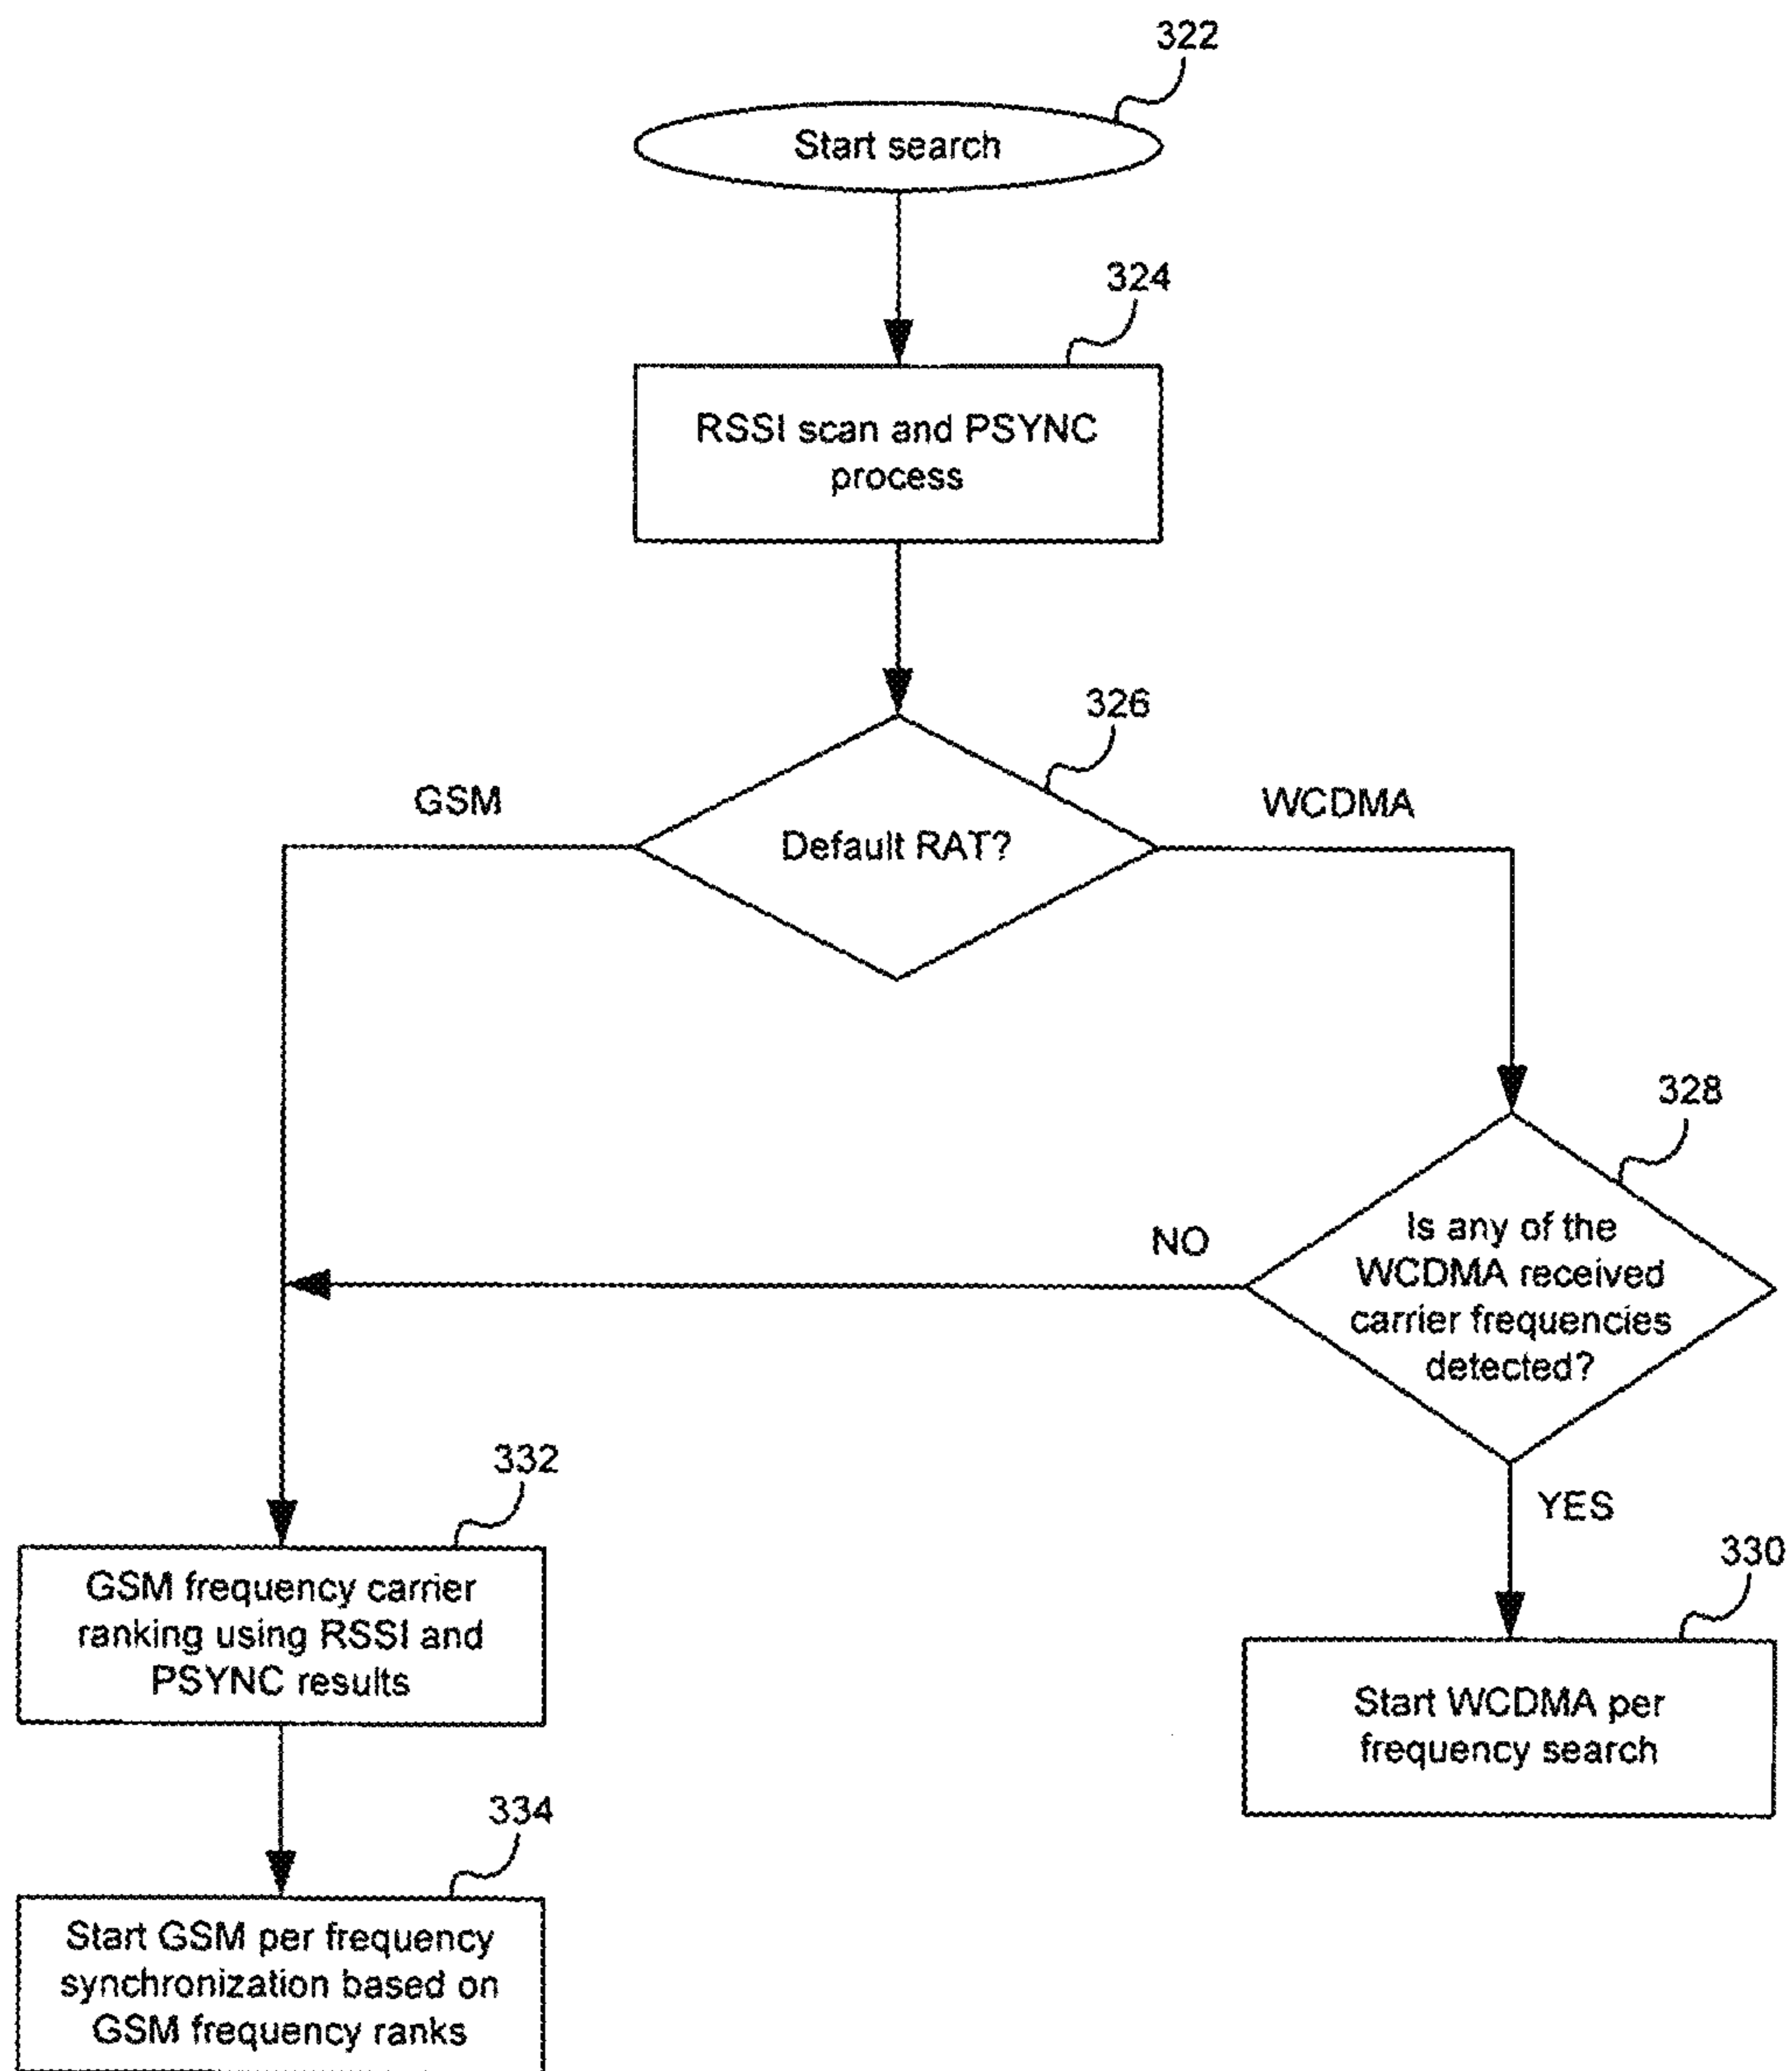 322
Start search
324
RSSI scan and PSYNC
process
326
GSM
WCDMA
Default RAT?
328
NO
Is any of the
WCDMA received
carrier frequencies
detected?
YES
332
330
GSM frequency carrier
ranking using RSSI and
PSYNC results
Start WCDMA per
frequency search
334
Start GSM per frequency
synchronization based on
GSM frequency ranks